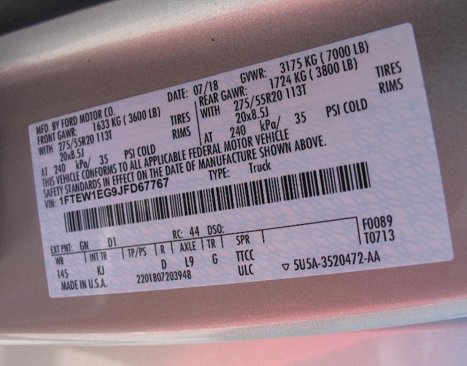 MFD. BY FORD MOTOR CO.
DATE: 07/18 GVWR: 3175 KG ( 7000 LB)
FRONT GAWR: 1633 KG ( 3600 LB)
REAR GAWR: 1724 KG ( 3800 LB)
WITH 275/55R20 113T TIRES
WITH 275/55R20 113T TIRES
20x8.5J RIMS
20x8.5J RIMS
AT 240 kPa/ 35 PSI COLD
AT 240 kPa/ 35 PSI COLD
THIS VEHICLE CONFORMS TO ALL APPLICABLE FEDERAL MOTOR VEHICLE
SAFETY STANDARDS IN EFFECT ON THE DATE OF MANUFACTURE SHOWN ABOVE.
VIN: 1FTEW1EG9JFD67767 TYPE: Truck
EXT PNT: GN D1 RC: 44 DSO: F0089
WB INT TR TP/PS R AXLE TR SPR T0713
145 KJ D L9 G TTCC
MADE IN U.S.A. 2201807203948 ULC ▽ 5U5A-3520472-AA